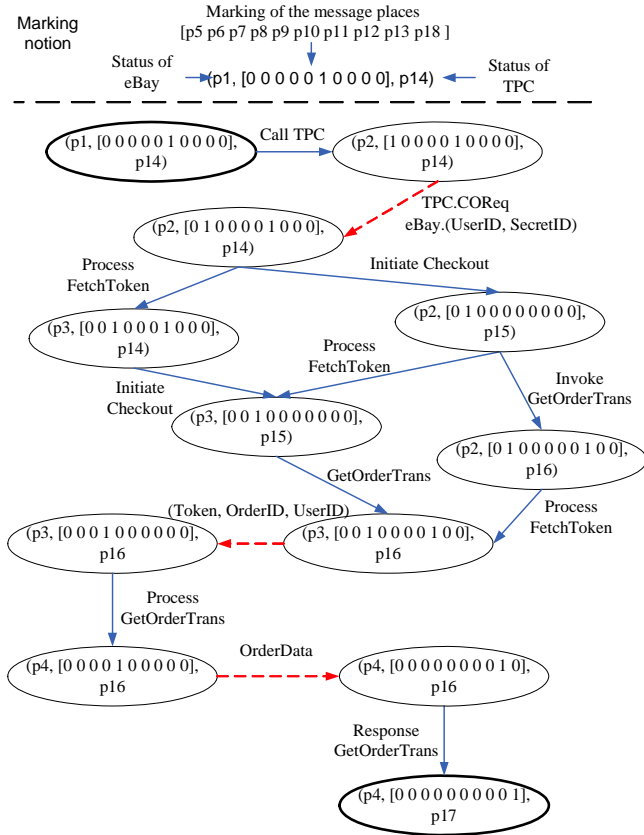 Marking notion
Marking of the message places
[p5 p6 p7 p8 p9 p10 p11 p12 p13 p18 ]
Status of eBay
(p1, [0 0 0 0 0 1 0 0 0 0], p14)
Status of TPC
(p1, [0 0 0 0 0 1 0 0 0 0],
p14)
Call TPC
(p2, [1 0 0 0 0 1 0 0 0 0],
p14)
TPC.COReq
eBay.(UserID, SecretID)
(p2, [0 1 0 0 0 0 1 0 0 0],
p14)
Process
FetchToken
Initiate Checkout
(p3, [0 0 1 0 0 0 1 0 0 0],
p14)
(p2, [0 1 0 0 0 0 0 0 0 0],
p15)
Process
FetchToken
Initiate
Checkout
Invoke
GetOrderTrans
(p3, [0 0 1 0 0 0 0 0 0 0],
p15)
(p2, [0 1 0 0 0 0 0 1 0 0],
p16)
GetOrderTrans
Process
FetchToken
(Token, OrderID, UserID)
(p3, [0 0 0 1 0 0 0 0 0 0],
p16
(p3, [0 0 1 0 0 0 0 1 0 0],
p16
Process
GetOrderTrans
(p4, [0 0 0 0 1 0 0 0 0 0],
p16
OrderData
(p4, [0 0 0 0 0 0 0 0 1 0],
p16
Response
GetOrderTrans
(p4, [0 0 0 0 0 0 0 0 0 1],
p17